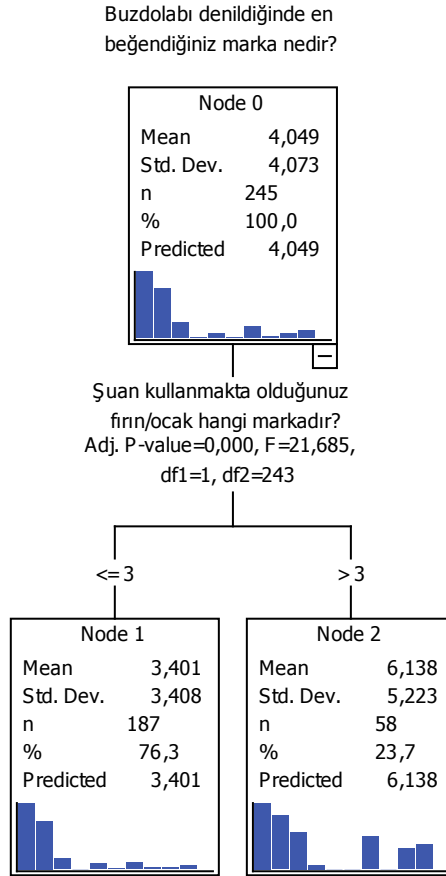 Buzdolabı denildiğinde en
beğendiğiniz marka nedir?
Node 0
Mean 4,049
Std. Dev. 4,073
n 245
% 100,0
Predicted 4,049
Şuan kullanmakta olduğunuz
fırın/ocak hangi markadır?
Adj. P-value=0,000, F=21,685,
df1=1, df2=243
<= 3
> 3
Node 1
Mean 3,401
Std. Dev. 3,408
n 187
% 76,3
Predicted 3,401
Node 2
Mean 6,138
Std. Dev. 5,223
n 58
% 23,7
Predicted 6,138